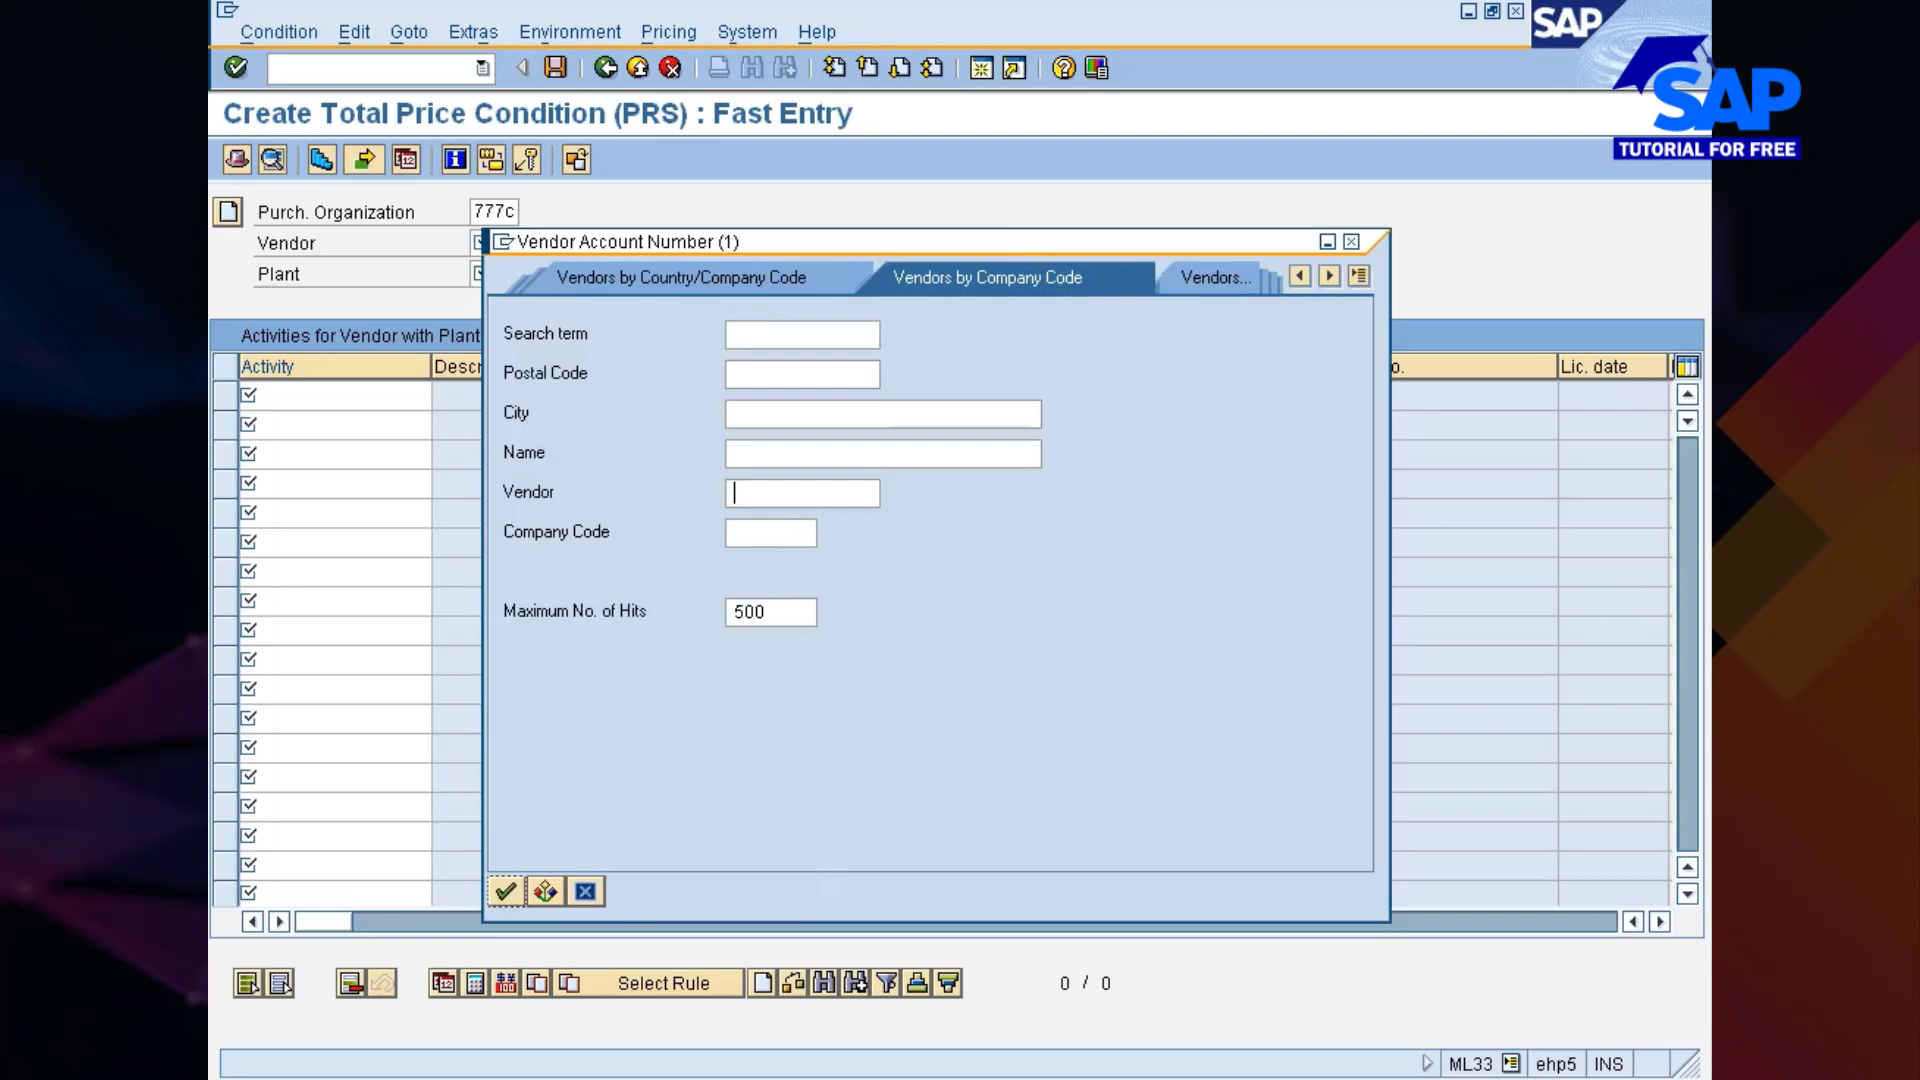 Condition Edit Goto Extras Environment Pricing System Help
SAP
SAP
TUTORIAL FOR FREE
Create Total Price Condition (PRS) : Fast Entry
Purch. Organization 777c
Vendor
Plant
Vendor Account Number (1)
Vendors by Country/Company Code Vendors by Company Code Vendors...
Search term
Postal Code
City
Name
Vendor
Company Code
Maximum No. of Hits 500
Activities for Vendor with Plant
Activity Descr o. Lic. date
Select Rule 0 / 0
ML33 ehp5 INS